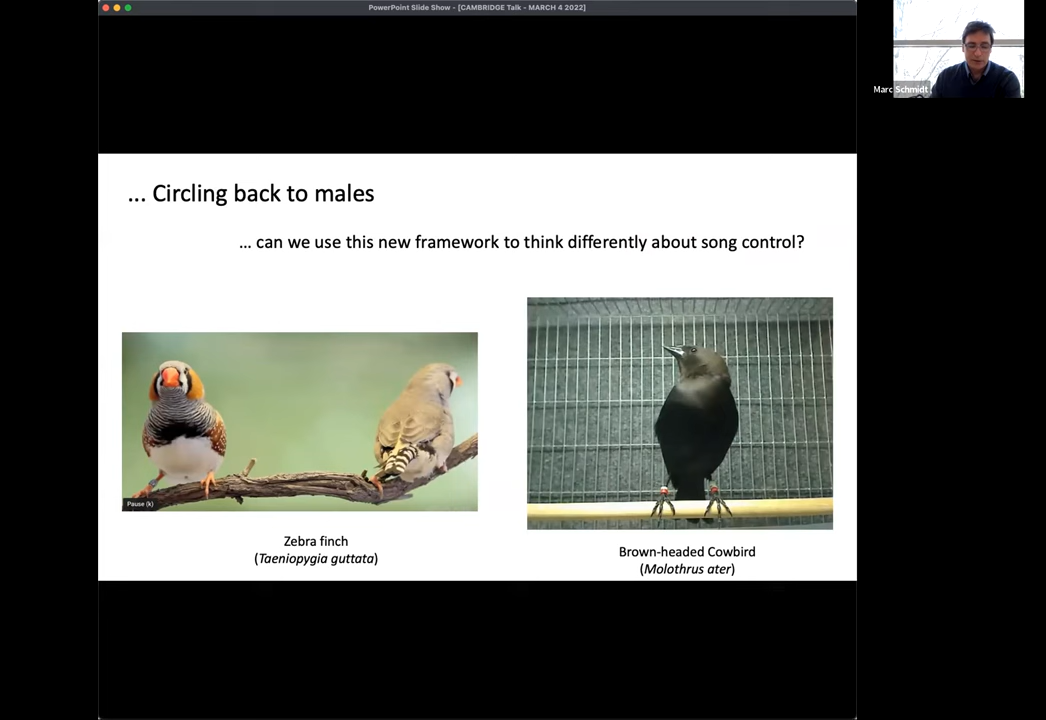 PowerPoint Slide Show - [CAMBRIDGE Talk - MARCH 4 2022]
Marc Schmidt
... Circling back to males
... can we use this new framework to think differently about song control?
Pause (k)
Zebra finch
(Taeniopygia guttata)
Brown-headed Cowbird
(Molothrus ater)